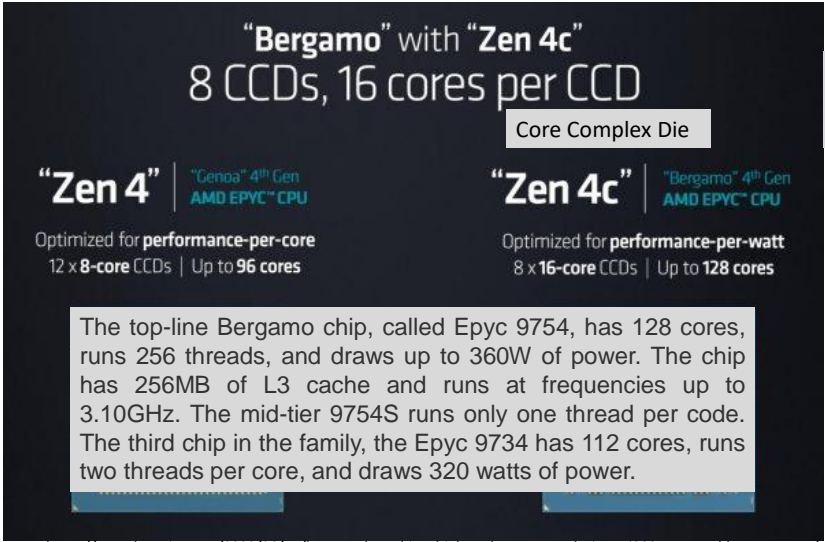 “Bergamo” with “Zen 4c”
8 CCDs, 16 cores per CCD
Core Complex Die
“Zen 4” | “Genoa” 4th Gen
AMD EPYC™ CPU
Optimized for performance-per-core
12 x 8-core CCDs | Up to 96 cores
“Zen 4c” | “Bergamo” 4th Gen
AMD EPYC™ CPU
Optimized for performance-per-watt
8 x 16-core CCDs | Up to 128 cores
The top-line Bergamo chip, called Epyc 9754, has 128 cores,
runs 256 threads, and draws up to 360W of power. The chip
has 256MB of L3 cache and runs at frequencies up to
3.10GHz. The mid-tier 9754S runs only one thread per code.
The third chip in the family, the Epyc 9734 has 112 cores, runs
two threads per core, and draws 320 watts of power.